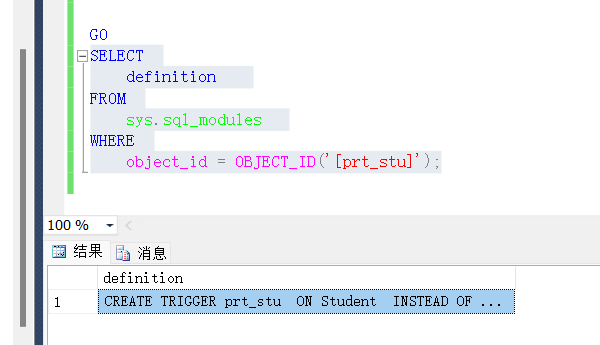 GO
SELECT
definition
FROM
sys.sql_modules
WHERE
object_id = OBJECT_ID('[prt_stu]');
100 %
结果 消息
definition
1 CREATE TRIGGER prt_stu ON Student INSTEAD OF ...